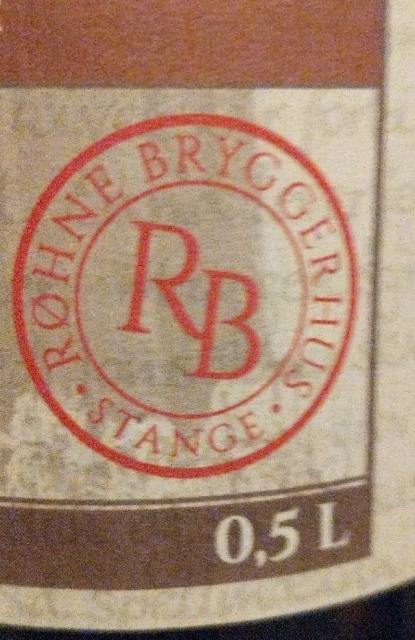 RØHNE BRYGGERHUS
RB
• STANGE •
0,5 L